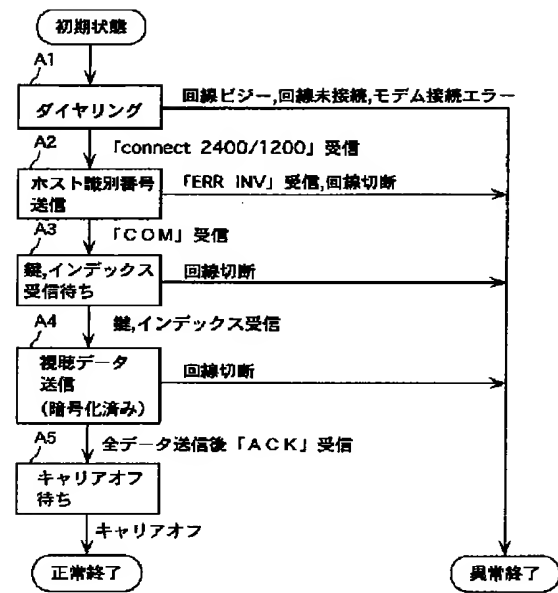 初期状態
A1
ダイヤリング
回線ビジー,回線未接続,モデム接続エラー
A2
「connect 2400/1200」受信
ホスト識別番号
送信
「ERR INV」受信,回線切断
A3
「COM」受信
鍵,インデックス
受信待ち
回線切断
A4
鍵,インデックス受信
視聴データ
送信
(暗号化済み)
回線切断
A5
全データ送信後「ACK」受信
キャリアオフ
待ち
キャリアオフ
正常終了
異常終了